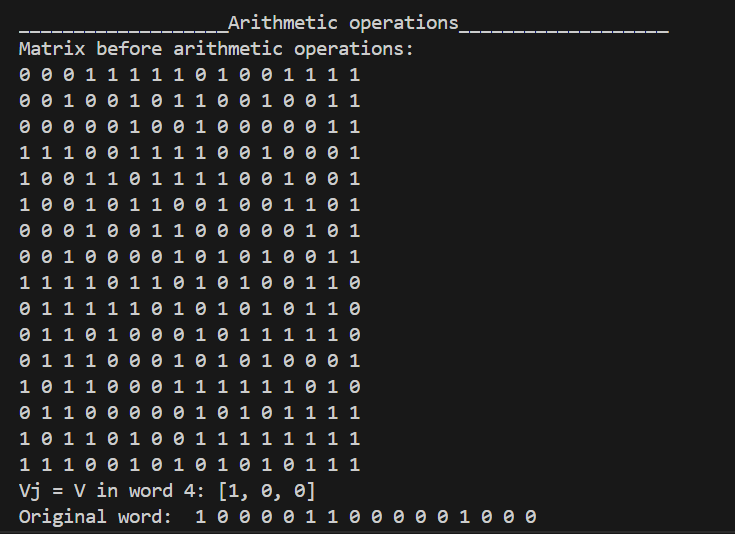 ___________________Arithmetic operations___________________
Matrix before arithmetic operations:
0 0 0 1 1 1 1 1 0 1 0 0 1 1 1 1
0 0 1 0 0 1 0 1 1 0 0 1 0 0 1 1
0 0 0 0 0 1 0 0 1 0 0 0 0 0 1 1
1 1 1 0 0 1 1 1 1 0 0 1 0 0 0 1
1 0 0 1 1 0 1 1 1 1 0 0 1 0 0 1
1 0 0 1 0 1 1 0 0 1 0 0 1 1 0 1
0 0 0 1 0 0 1 1 0 0 0 0 0 1 0 1
0 0 1 0 0 0 0 1 0 1 0 1 0 0 1 1
1 1 1 1 0 1 1 0 1 0 1 0 0 1 1 0
0 1 1 1 1 1 0 1 0 1 0 1 0 1 1 0
0 1 1 0 1 0 0 0 1 0 1 1 1 1 1 0
0 1 1 1 0 0 0 1 0 1 0 1 0 0 0 1
1 0 1 1 0 0 0 1 1 1 1 1 1 0 1 0
0 1 1 0 0 0 0 0 1 0 1 0 1 1 1 1
1 0 1 1 0 1 0 0 1 1 1 1 1 1 1 1
1 1 1 0 0 1 0 1 0 1 0 1 0 1 1 1
Vj = V in word 4: [1, 0, 0]
Original word:  1 0 0 0 0 1 1 0 0 0 0 0 1 0 0 0